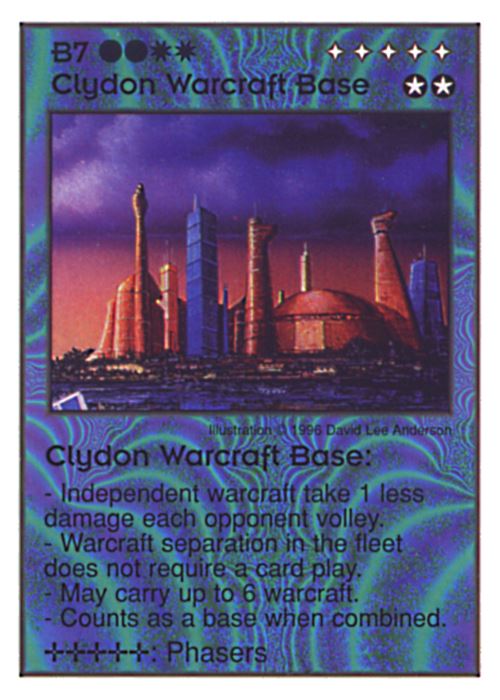 B7
Clydon Warcraft Base
Illustration © 1996 David Lee Anderson
Clydon Warcraft Base:
- Independent warcraft take 1 less
damage each opponent volley.
- Warcraft separation in the fleet
does not require a card play.
- May carry up to 6 warcraft.
- Counts as a base when combined.
: Phasers